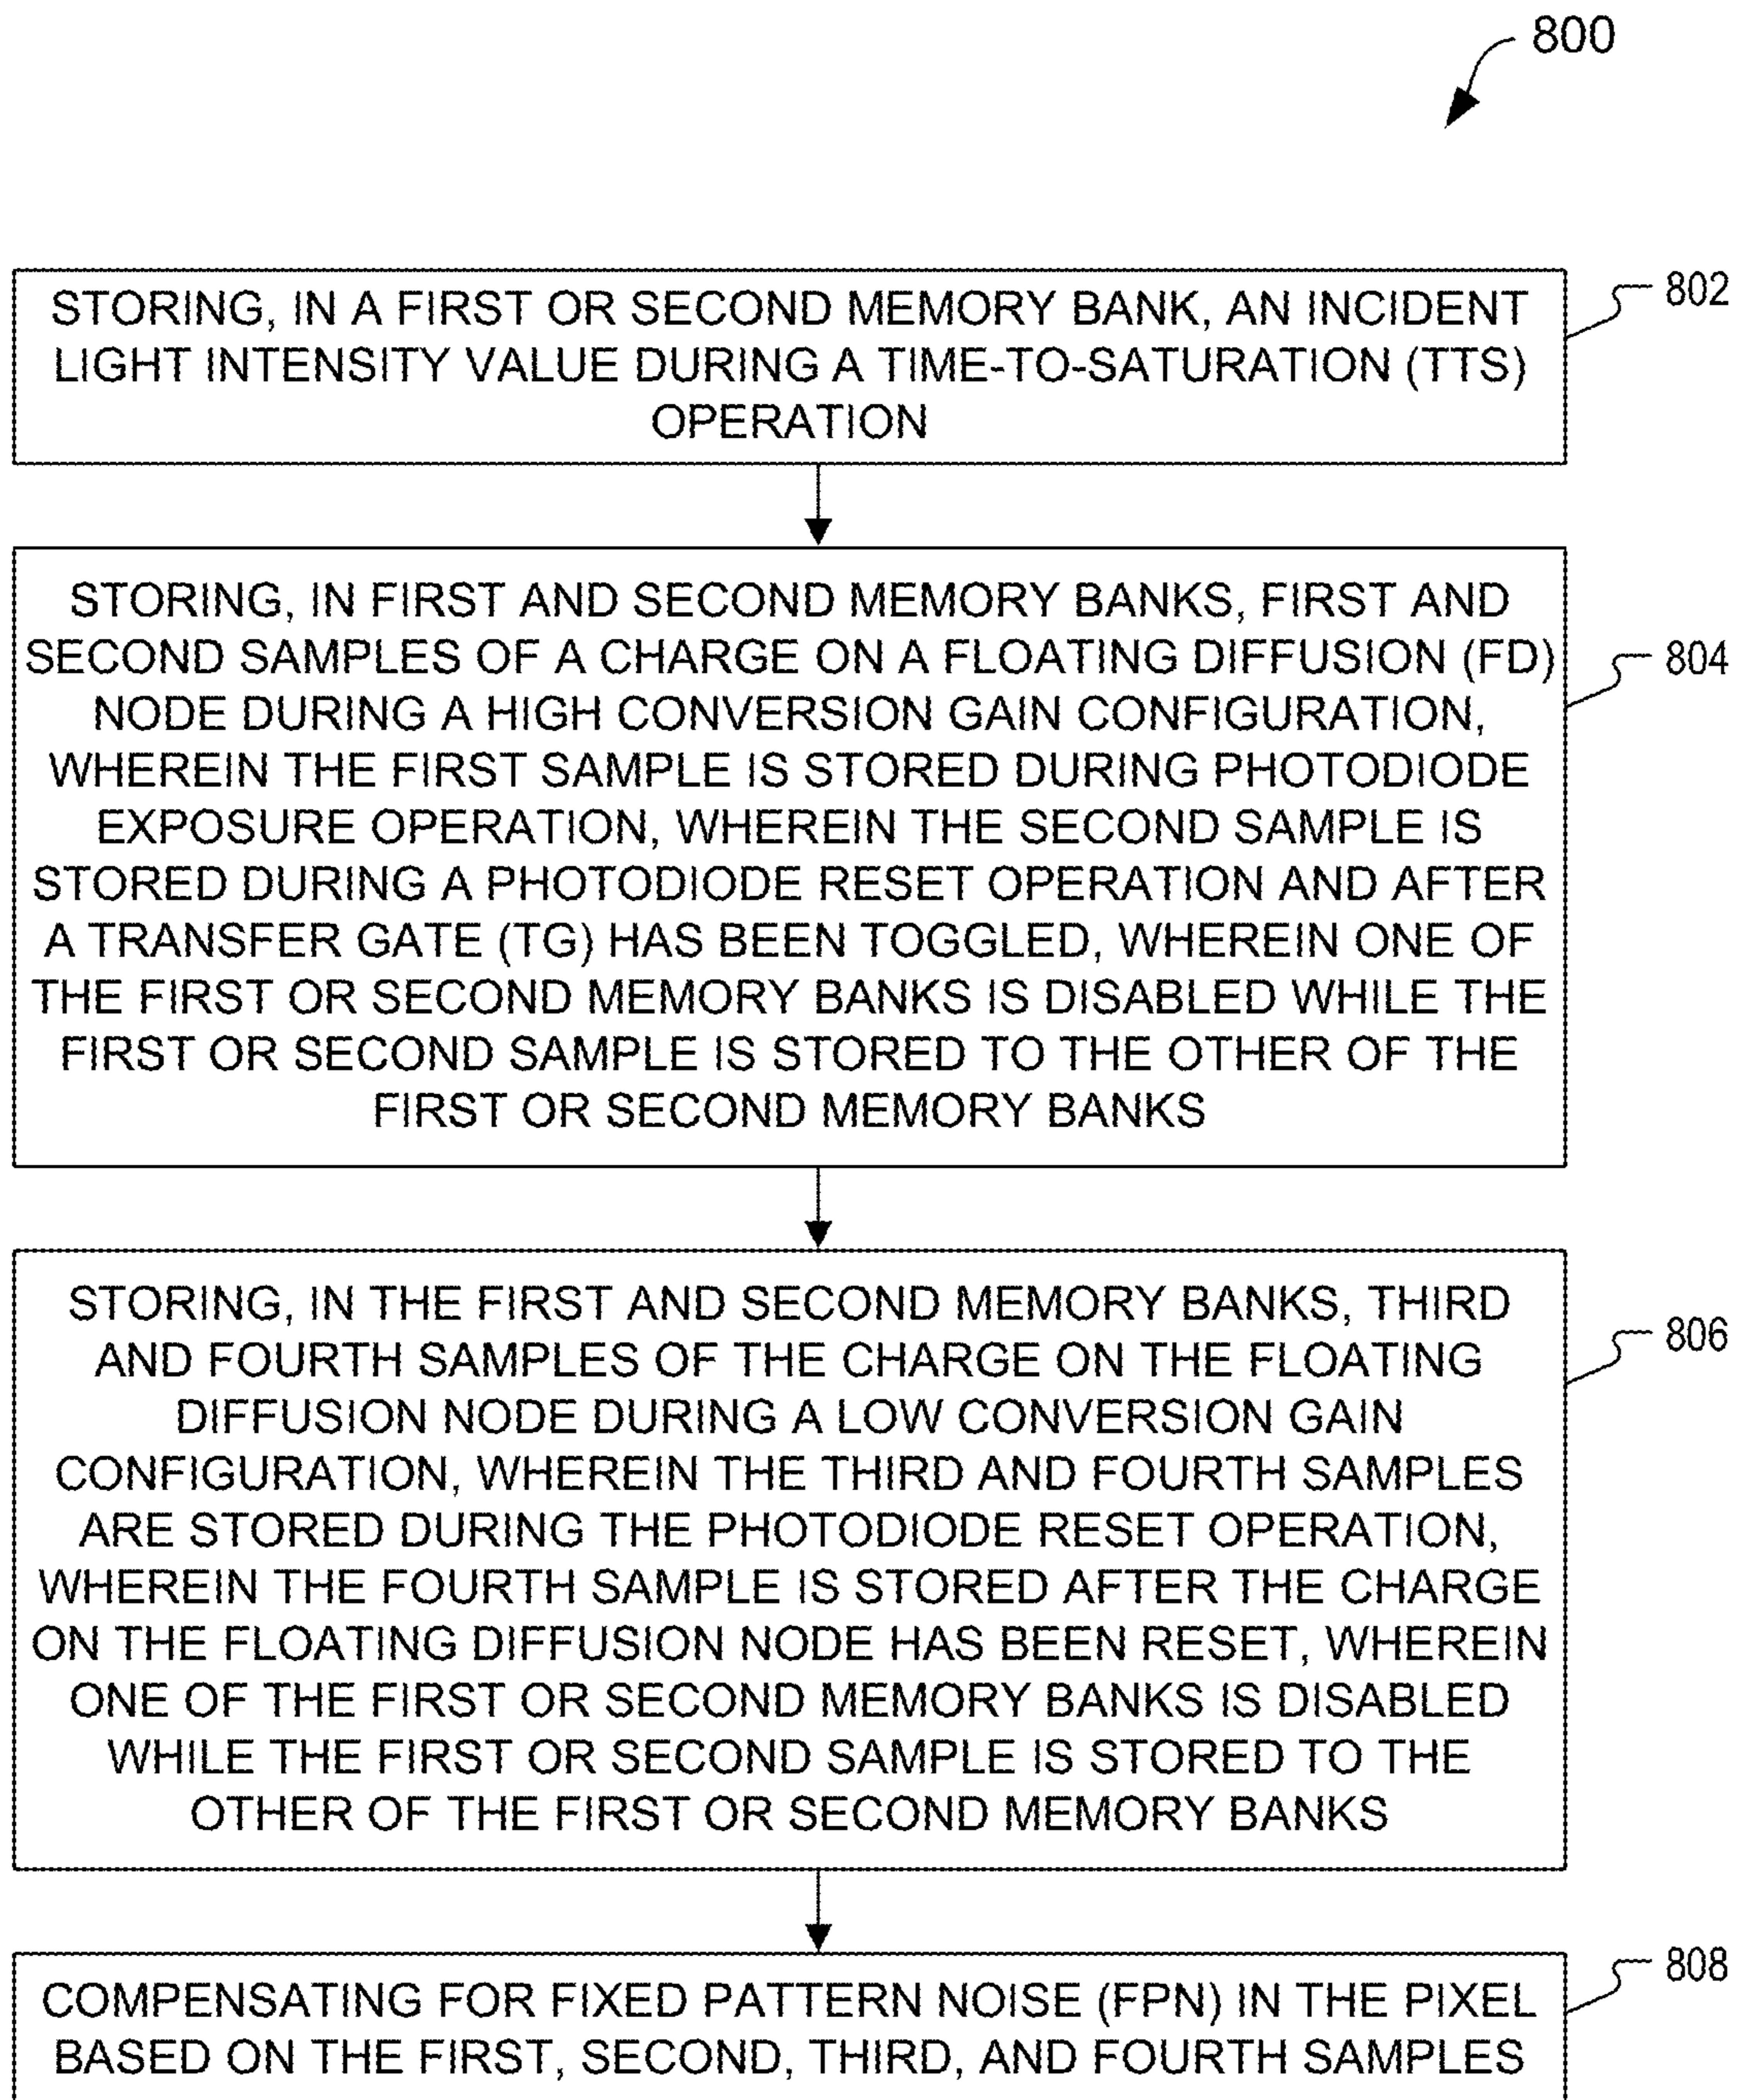 800
STORING, IN A FIRST OR SECOND MEMORY BANK, AN INCIDENT
LIGHT INTENSITY VALUE DURING A TIME-TO-SATURATION (TTS)
OPERATION
802
STORING, IN FIRST AND SECOND MEMORY BANKS, FIRST AND
SECOND SAMPLES OF A CHARGE ON A FLOATING DIFFUSION (FD)
NODE DURING A HIGH CONVERSION GAIN CONFIGURATION,
WHEREIN THE FIRST SAMPLE IS STORED DURING PHOTODIODE
EXPOSURE OPERATION, WHEREIN THE SECOND SAMPLE IS
STORED DURING A PHOTODIODE RESET OPERATION AND AFTER
A TRANSFER GATE (TG) HAS BEEN TOGGLED, WHEREIN ONE OF
THE FIRST OR SECOND MEMORY BANKS IS DISABLED WHILE THE
FIRST OR SECOND SAMPLE IS STORED TO THE OTHER OF THE
FIRST OR SECOND MEMORY BANKS
804
STORING, IN THE FIRST AND SECOND MEMORY BANKS, THIRD
AND FOURTH SAMPLES OF THE CHARGE ON THE FLOATING
DIFFUSION NODE DURING A LOW CONVERSION GAIN
CONFIGURATION, WHEREIN THE THIRD AND FOURTH SAMPLES
ARE STORED DURING THE PHOTODIODE RESET OPERATION,
WHEREIN THE FOURTH SAMPLE IS STORED AFTER THE CHARGE
ON THE FLOATING DIFFUSION NODE HAS BEEN RESET, WHEREIN
ONE OF THE FIRST OR SECOND MEMORY BANKS IS DISABLED
WHILE THE FIRST OR SECOND SAMPLE IS STORED TO THE
OTHER OF THE FIRST OR SECOND MEMORY BANKS
806
COMPENSATING FOR FIXED PATTERN NOISE (FPN) IN THE PIXEL
BASED ON THE FIRST, SECOND, THIRD, AND FOURTH SAMPLES
808